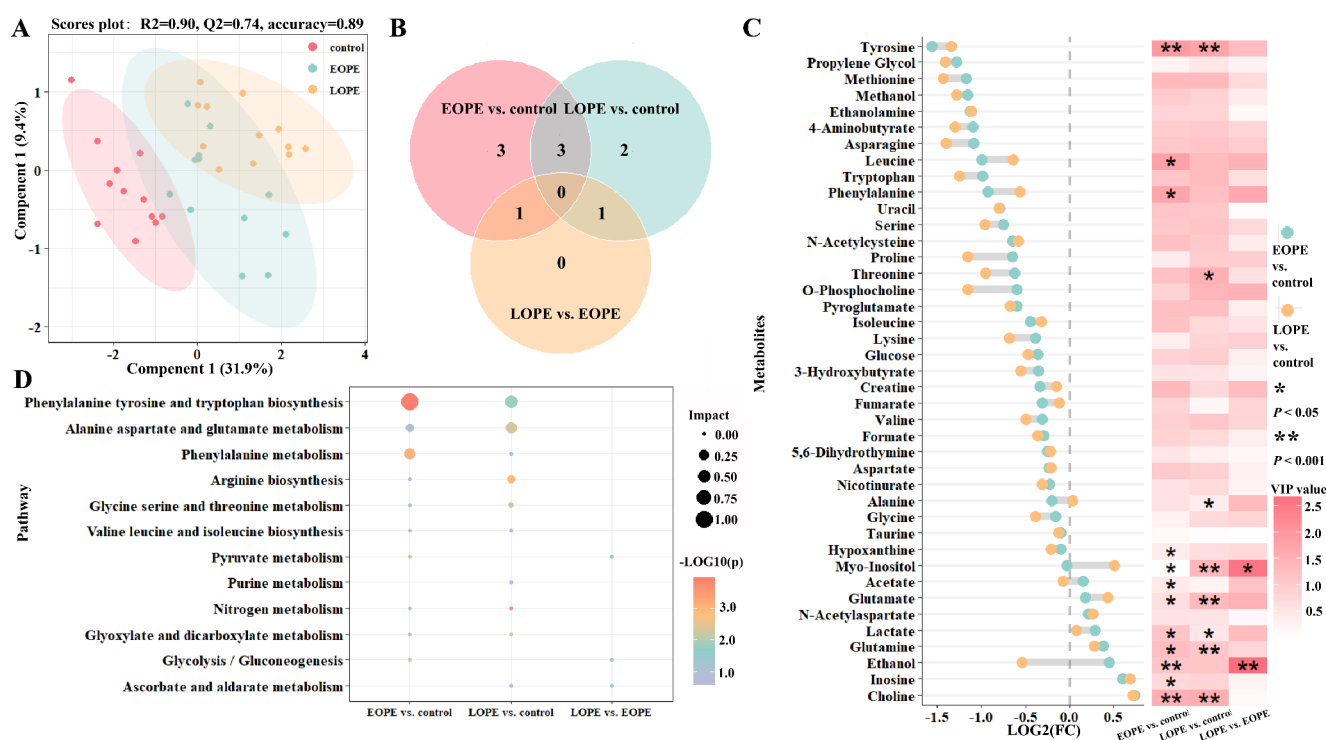 A
Scores plot: R2=0.90, Q2=0.74, accuracy=0.89
control
EOPE
LOPE
Compenent 1 (9.4%)
1
0
-1
-2
-2
0
2
4
Compenent 1 (31.9%)
B
EOPE vs. control
LOPE vs. control
3
3
2
0
1
1
0
LOPE vs. EOPE
C
Metabolites
Tyrosine
Propylene Glycol
Methionine
Methanol
Ethanolamine
4-Aminobutyrate
Asparagine
Leucine
Tryptophan
Phenylalanine
Uracil
Serine
N-Acetylcysteine
Proline
Threonine
O-Phosphocholine
Pyroglutamate
Isoleucine
Lysine
Glucose
3-Hydroxybutyrate
Creatine
Fumarate
Valine
Formate
5,6-Dihydrothymine
Aspartate
Nicotinurate
Alanine
Glycine
Taurine
Hypoxanthine
Myo-Inositol
Acetate
Glutamate
N-Acetylaspartate
Lactate
Glutamine
Ethanol
Inosine
Choline
-1.5
-1.0
-0.5
0.0
0.5
LOG2(FC)
** **
*
*
*
*
*
* ** *
*
* **
* *
* **
** **
*
** **
EOPE vs. control
LOPE vs. control
LOPE vs. EOPE
EOPE
vs.
control
LOPE
vs.
control
*
P < 0.05
**
P < 0.001
VIP value
2.5
2.0
1.5
1.0
0.5
D
Pathway
Phenylalanine tyrosine and tryptophan biosynthesis
Alanine aspartate and glutamate metabolism
Phenylalanine metabolism
Arginine biosynthesis
Glycine serine and threonine metabolism
Valine leucine and isoleucine biosynthesis
Pyruvate metabolism
Purine metabolism
Nitrogen metabolism
Glyoxylate and dicarboxylate metabolism
Glycolysis / Gluconeogenesis
Ascorbate and aldarate metabolism
EOPE vs. control
LOPE vs. control
LOPE vs. EOPE
Impact
0.00
0.25
0.50
0.75
1.00
-LOG10(p)
3.0
2.0
1.0